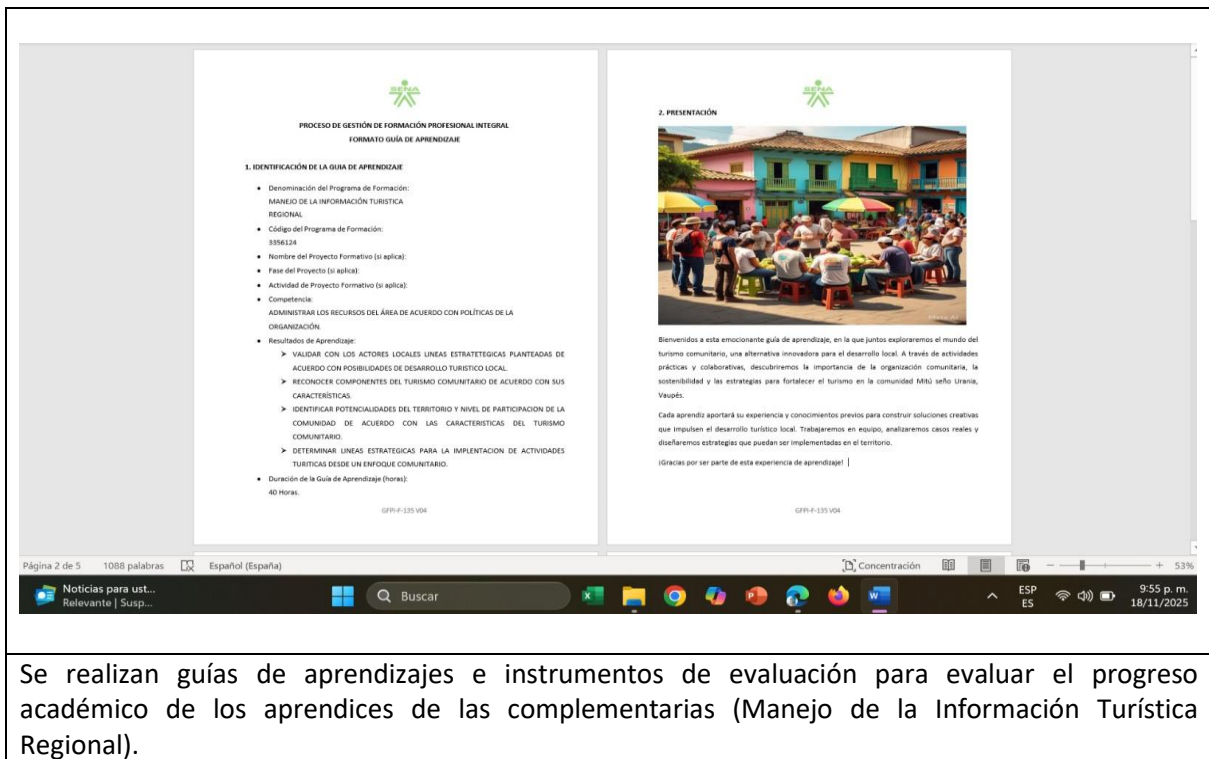 SENA
PROCESO DE GESTIÓN DE FORMACIÓN PROFESIONAL INTEGRAL
FORMATO GUÍA DE APRENDIZAJE
1. IDENTIFICACIÓN DE LA GUIA DE APRENDIZAJE
● Denominación del Programa de Formación:
MANEJO DE LA INFORMACIÓN TURISTICA
REGIONAL
● Código del Programa de Formación:
3356124
● Nombre del Proyecto Formativo (si aplica):
● Fase del Proyecto (si aplica):
● Actividad de Proyecto Formativo (si aplica):
● Competencia:
ADMINISTRAR LOS RECURSOS DEL ÁREA DE ACUERDO CON POLÍTICAS DE LA
ORGANIZACIÓN.
● Resultados de Aprendizaje:
➤ VALIDAR CON LOS ACTORES LOCALES LINEAS ESTRATETEGICAS PLANTEADAS DE
ACUERDO CON POSIBILIDADES DE DESARROLLO TURISTICO LOCAL.
➤ RECONOCER COMPONENTES DEL TURISMO COMUNITARIO DE ACUERDO CON SUS
CARACTERÍSTICAS.
➤ IDENTIFICAR POTENCIALIDADES DEL TERRITORIO Y NIVEL DE PARTICIPACION DE LA
COMUNIDAD DE ACUERDO CON LAS CARACTERISTICAS DEL TURISMO
COMUNITARIO.
➤ DETERMINAR LINEAS ESTRATEGICAS PARA LA IMPLENTACION DE ACTIVIDADES
TURITICAS DESDE UN ENFOQUE COMUNITARIO.
● Duración de la Guía de Aprendizaje (horas):
40 Horas.
GFPI-F-135 V04
SENA
2. PRESENTACIÓN
Meta AI
Bienvenidos a esta emocionante guía de aprendizaje, en la que juntos exploraremos el mundo del
turismo comunitario, una alternativa innovadora para el desarrollo local. A través de actividades
prácticas y colaborativas, descubriremos la importancia de la organización comunitaria, la
sostenibilidad y las estrategias para fortalecer el turismo en la comunidad Mitú seño Urania,
Vaupés.
Cada aprendiz aportará su experiencia y conocimientos previos para construir soluciones creativas
que impulsen el desarrollo turístico local. Trabajaremos en equipo, analizaremos casos reales y
diseñaremos estrategias que puedan ser implementadas en el territorio.
¡Gracias por ser parte de esta experiencia de aprendizaje!
GFPI-F-135 V04
Página 2 de 5 1088 palabras Español (España) Concentración 53%
Noticias para ust...
Relevante | Susp...
Buscar
ESP
ES
9:55 p. m.
18/11/2025
Se realizan guías de aprendizajes e instrumentos de evaluación para evaluar el progreso
académico de los aprendices de las complementarias (Manejo de la Información Turística
Regional).